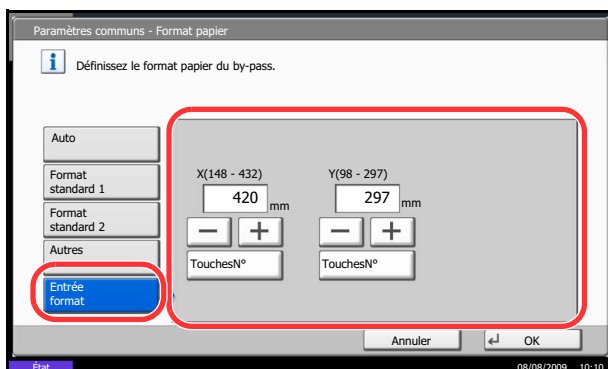 Paramètres communs - Format papier
Définissez le format papier du by-pass.
Auto
Format
standard 1
Format
standard 2
Autres
Entrée
format
X(148 - 432)
420 mm
TouchesN°
Y(98 - 297)
297 mm
TouchesN°
Annuler
OK
État
08/08/2009 10:10